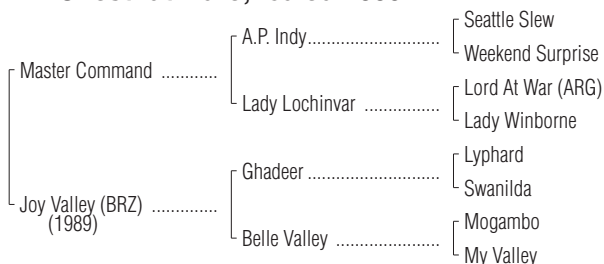 Seattle Slew
A.P. Indy
Weekend Surprise
Master Command
Lord At War (ARG)
Lady Lochinvar
Lady Winborne
Lyphard
Ghadeer
Swanilda
Joy Valley (BRZ)
(1989)
Mogambo
Belle Valley
My Valley